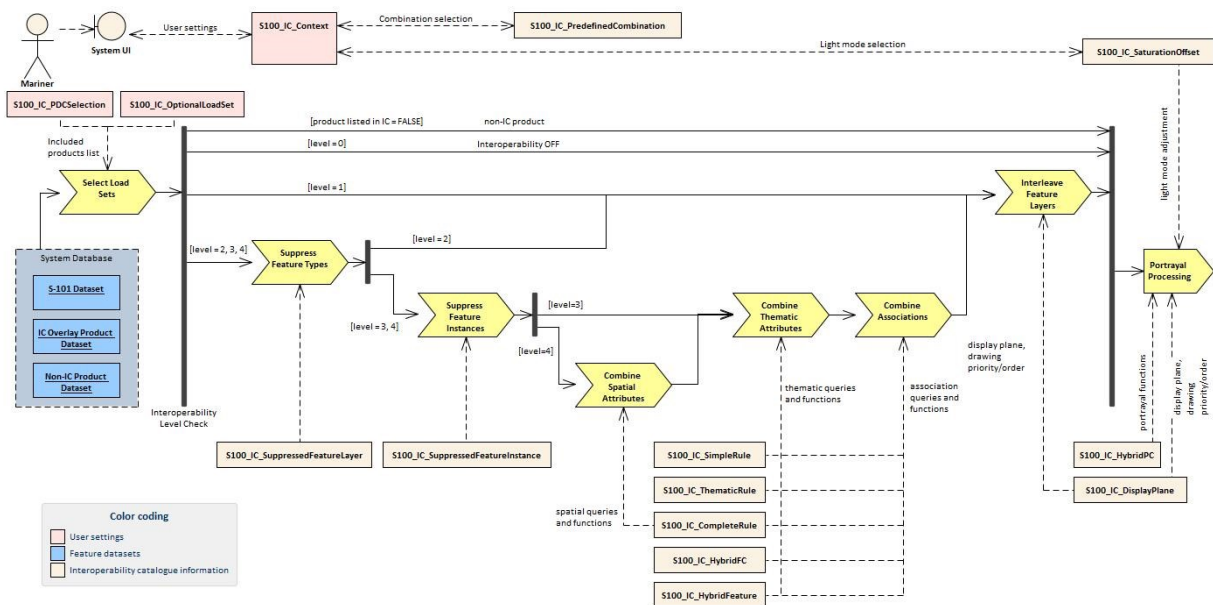 S100_IC_Context
Combination selection
S100_IC_PredefinedCombination
User settings
System UI
Light mode selection
S100_IC_SaturationOffset
Mariner
S100_IC_PDCSelection
S100_IC_OptionalLoadSet
[product listed in IC = FALSE]
non-IC product
Included
products list
[level = 0]
Interoperability OFF
light mode adjustment
Select Load
Sets
[level = 1]
Interleave
Feature
Layers
System Database
S-101 Dataset
IC Overlay Product
Dataset
Non-IC Product
Dataset
[level = 2, 3, 4]
Suppress
Feature Types
[level = 2]
Portrayal
Processing
[level = 3, 4]
Suppress
Feature
Instances
[level=3]
Combine
Thematic
Attributes
Combine
Associations
[level=4]
Combine
Spatial
Attributes
display plane,
drawing
priority/order
thematic queries
and functions
association
queries and
functions
portrayal functions
display plane,
drawing
priority/order
Interoperability
Level Check
S100_IC_SuppressedFeatureLayer
S100_IC_SuppressedFeatureInstance
S100_IC_SimpleRule
S100_IC_HybridPC
S100_IC_ThematicRule
S100_IC_DisplayPlane
spatial queries
and functions
S100_IC_CompleteRule
S100_IC_HybridFC
S100_IC_HybridFeature
Color coding
User settings
Feature datasets
Interoperability catalogue information